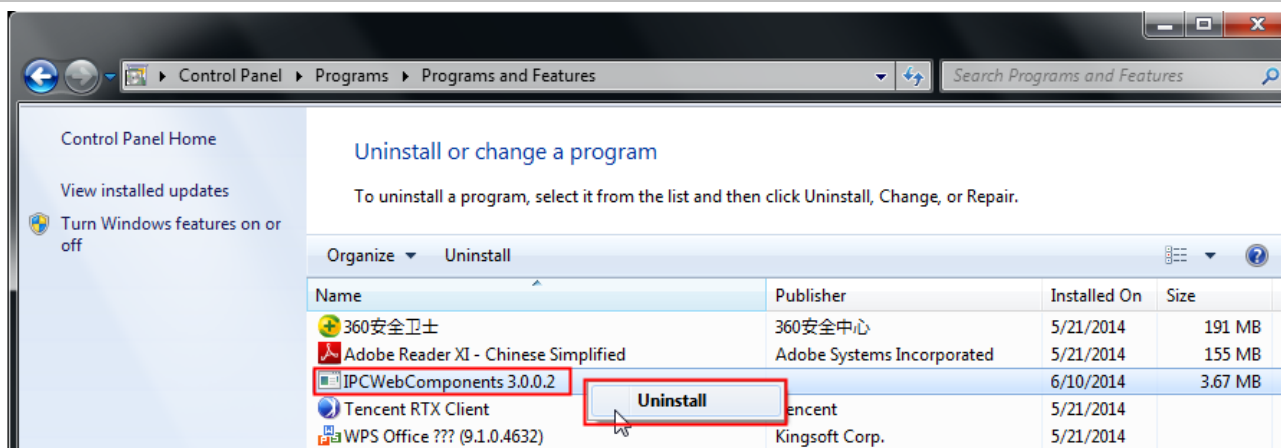 Control Panel Programs Programs and Features Search Programs and Features
Control Panel Home
View installed updates
Turn Windows features on or
off
Uninstall or change a program
To uninstall a program, select it from the list and then click Uninstall, Change, or Repair.
Organize Uninstall
Name Publisher Installed On Size
360安全卫士 360安全中心 5/21/2014 191 MB
Adobe Reader XI - Chinese Simplified Adobe Systems Incorporated 5/21/2014 155 MB
IPCWebComponents 3.0.0.2 6/10/2014 3.67 MB
Uninstall
Tencent RTX Client encent 5/21/2014
WPS Office ??? (9.1.0.4632) Kingsoft Corp. 5/21/2014